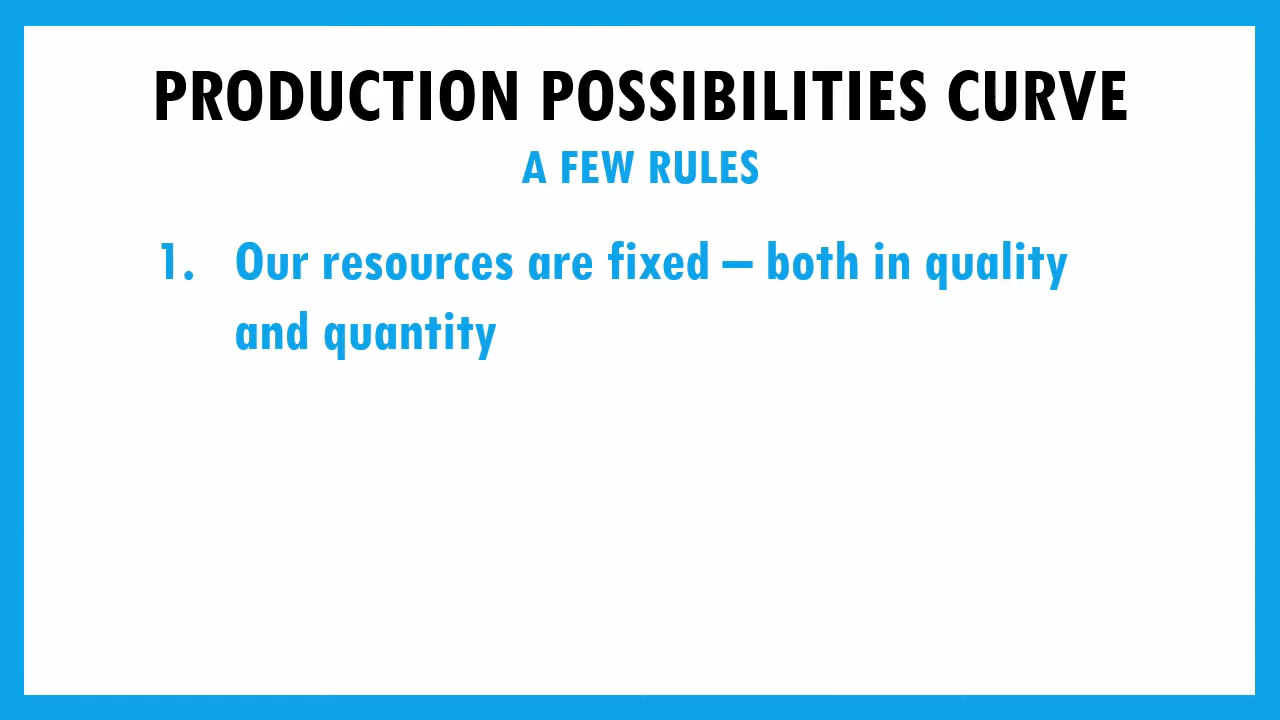 PRODUCTION POSSIBILITIES CURVE
A FEW RULES
1. Our resources are fixed – both in quality
and quantity